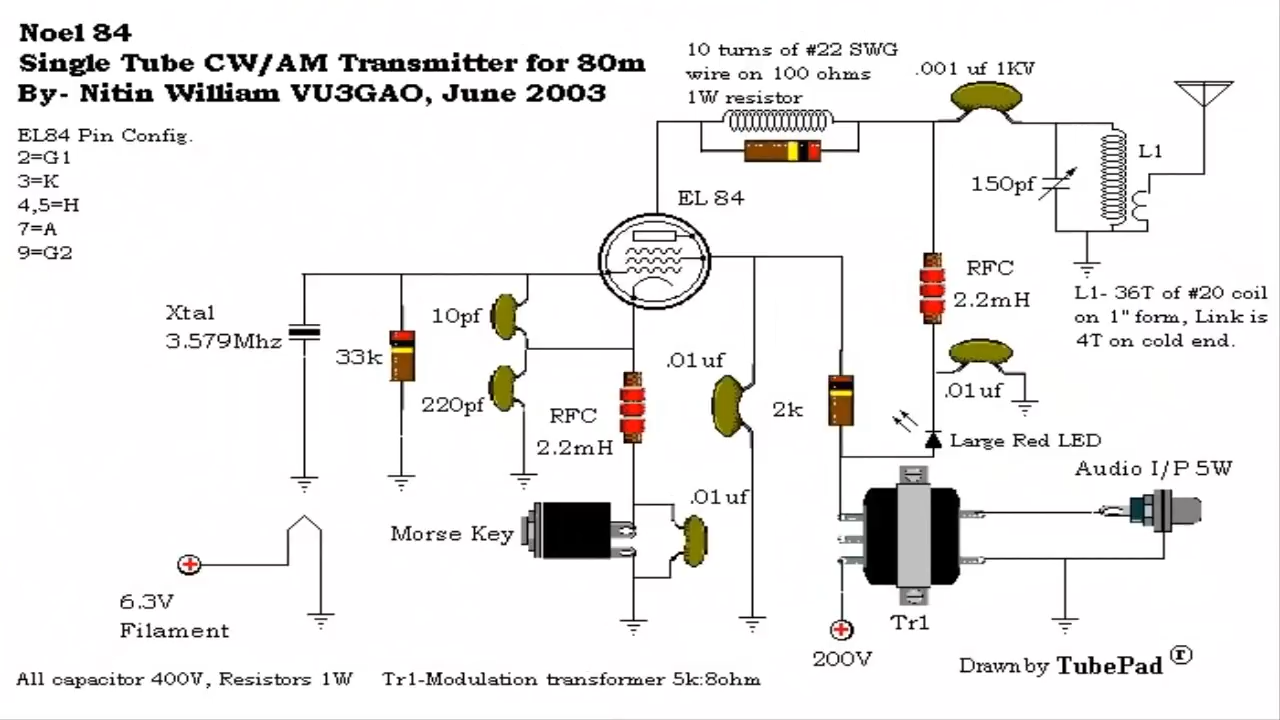 Noel 84
Single Tube CW/AM Transmitter for 80m
By- Nitin William VU3GAO, June 2003
EL84 Pin Config.
2=G1
3=K
4,5=H
7=A
9=G2
10 turns of #22 SWG
wire on 100 ohms
1W resistor
.001 uf 1KV
L1
150pf
EL 84
RFC
2.2mH
L1- 36T of #20 coil
on 1" form, Link is
4T on cold end.
Xtal
3.579Mhz
33k
10pf
220pf
RFC
2.2mH
.01uf
2k
.01uf
Large Red LED
Audio I/P 5W
.01uf
Morse Key
6.3V
Filament
Tr1
200V
Drawn by TubePad ®
All capacitor 400V, Resistors 1W Tr1-Modulation transformer 5k:8ohm